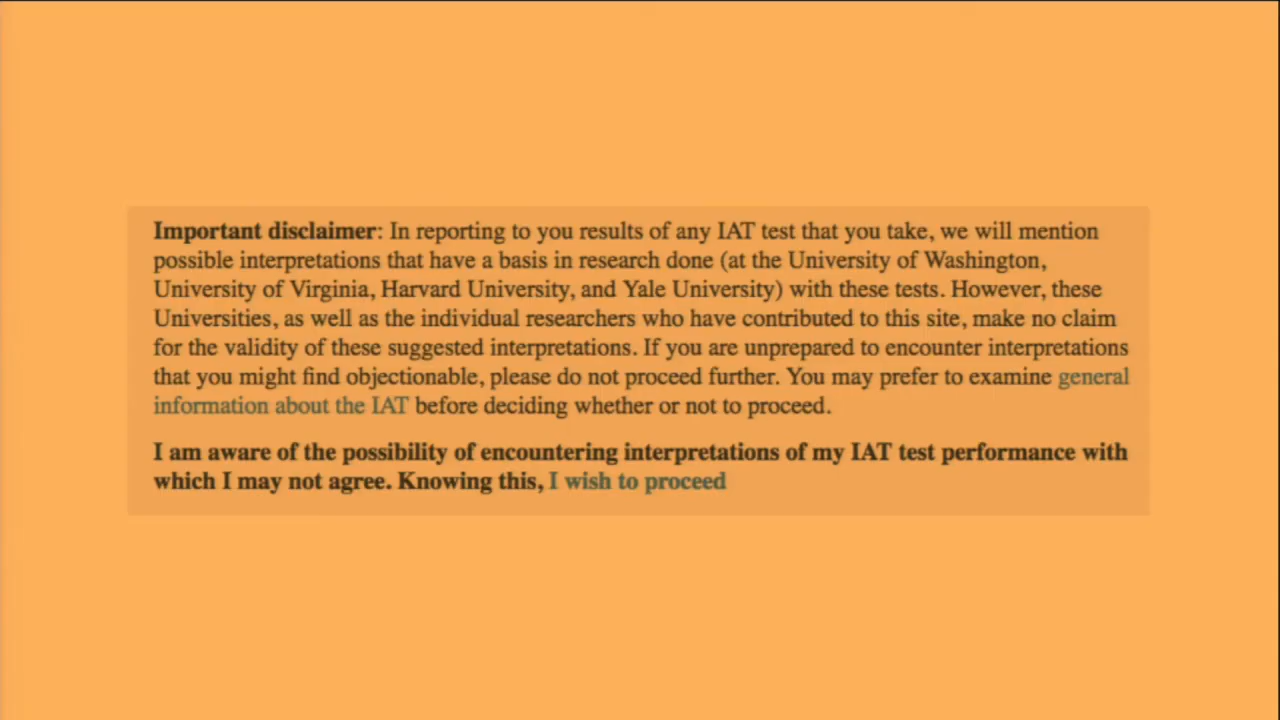 Important disclaimer: In reporting to you results of any IAT test that you take, we will mention
possible interpretations that have a basis in research done (at the University of Washington,
University of Virginia, Harvard University, and Yale University) with these tests. However, these
Universities, as well as the individual researchers who have contributed to this site, make no claim
for the validity of these suggested interpretations. If you are unprepared to encounter interpretations
that you might find objectionable, please do not proceed further. You may prefer to examine general
information about the IAT before deciding whether or not to proceed.
I am aware of the possibility of encountering interpretations of my IAT test performance with
which I may not agree. Knowing this, I wish to proceed